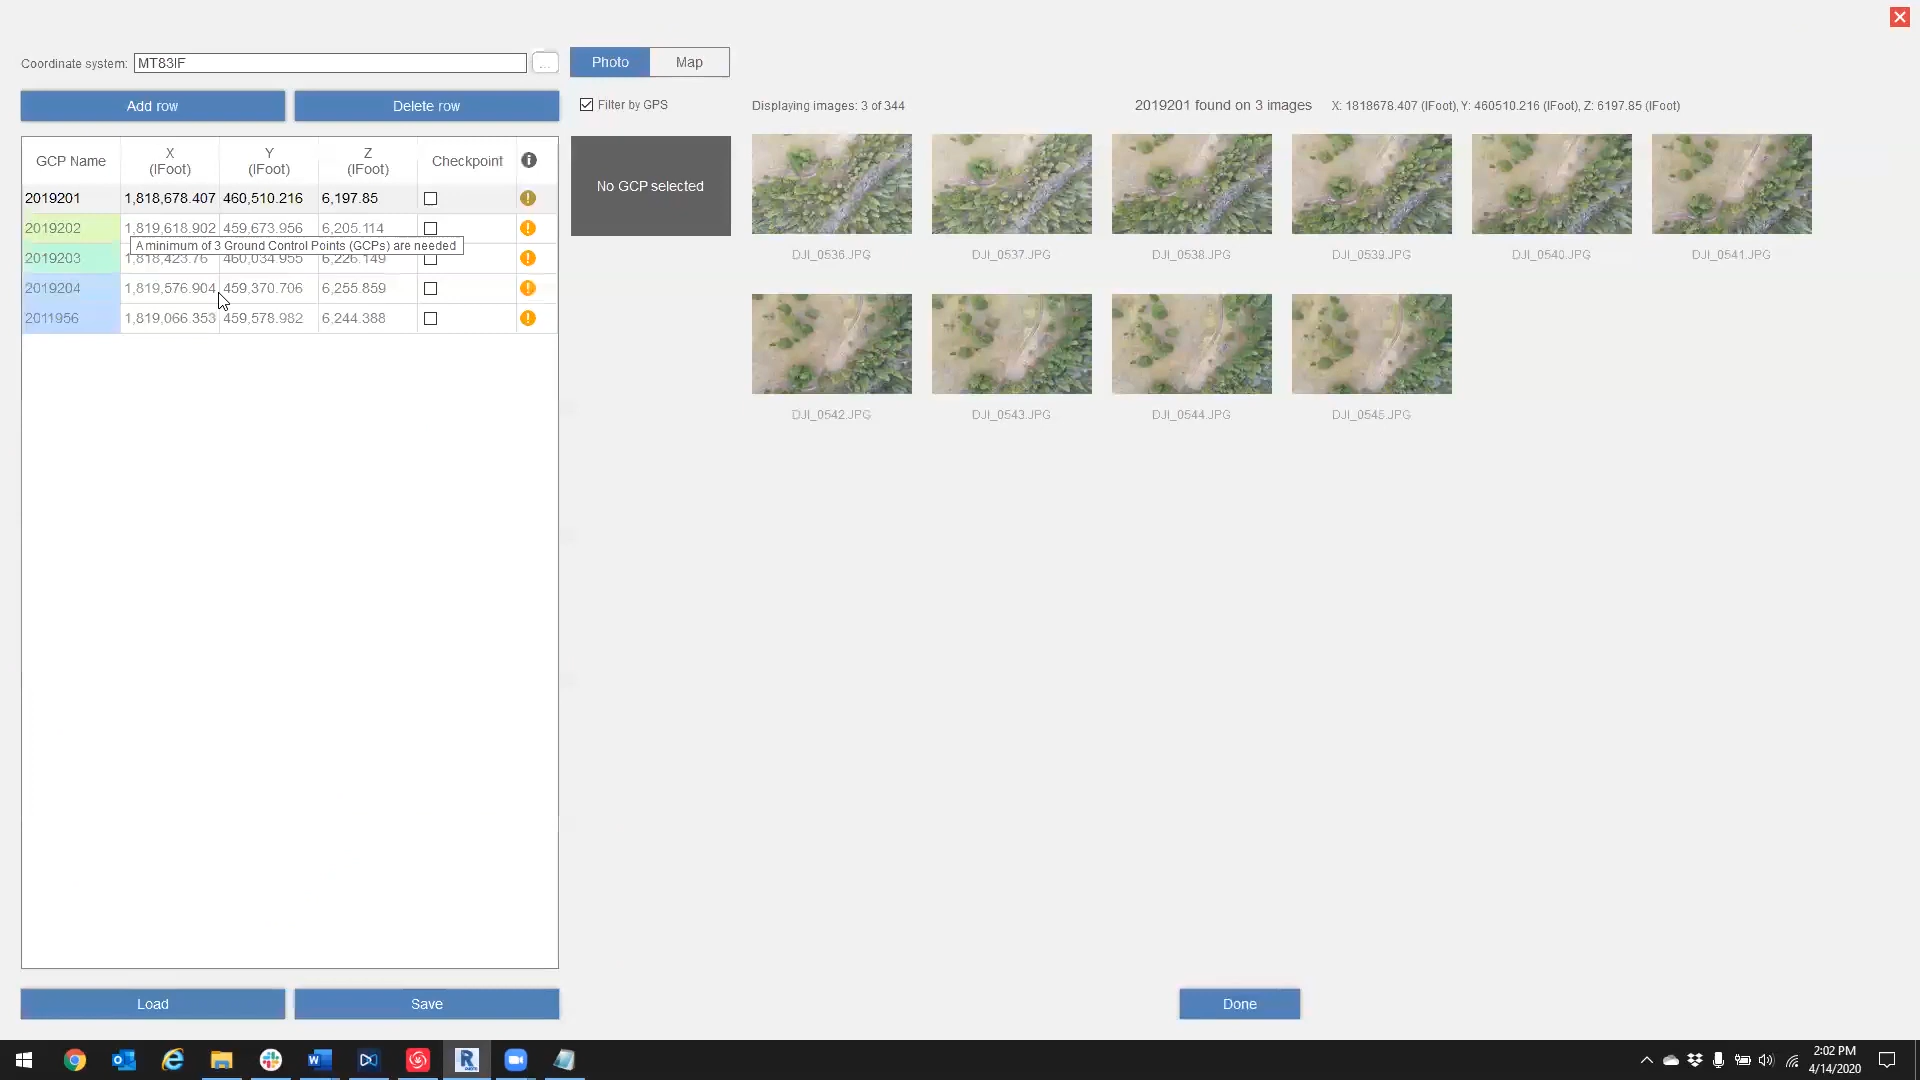 Coordinate system: MT83IF ...
Photo Map
Add row Delete row
Filter by GPS
Displaying images: 3 of 344
2019201 found on 3 images X: 1818678.407 (IFoot), Y: 460510.216 (IFoot), Z: 6197.85 (IFoot)
GCP Name X (IFoot) Y (IFoot) Z (IFoot) Checkpoint
2019201 1,818,678.407 460,510.216 6,197.85
2019202 1,819,618.902 459,673.956 6,205.114
A minimum of 3 Ground Control Points (GCPs) are needed
2019203 1,818,423.76 460,034.955 6,226.149
2019204 1,819,576.904 459,370.706 6,255.859
2011956 1,819,066.353 459,578.982 6,244.388
No GCP selected
DJI_0536.JPG DJI_0537.JPG DJI_0538.JPG DJI_0539.JPG DJI_0540.JPG DJI_0541.JPG
DJI_0542.JPG DJI_0543.JPG DJI_0544.JPG DJI_0545.JPG
Load Save
Done
2:02 PM
4/14/2020